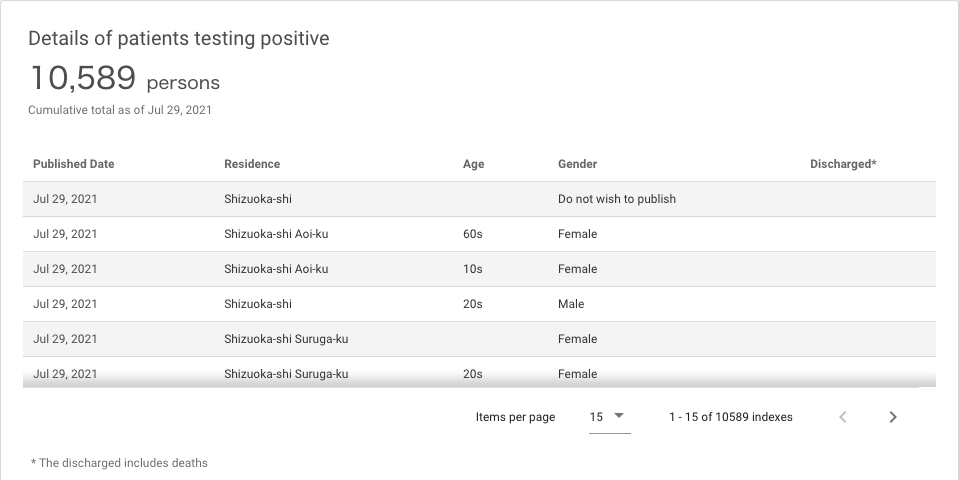 Details of patients testing positive
10,589 persons
Cumulative total as of Jul 29, 2021
Published Date Residence Age Gender Discharged*
Jul 29, 2021 Shizuoka-shi Do not wish to publish
Jul 29, 2021 Shizuoka-shi Aoi-ku 60s Female
Jul 29, 2021 Shizuoka-shi Aoi-ku 10s Female
Jul 29, 2021 Shizuoka-shi 20s Male
Jul 29, 2021 Shizuoka-shi Suruga-ku Female
Jul 29, 2021 Shizuoka-shi Suruga-ku 20s Female
Items per page 15 1 - 15 of 10589 indexes
* The discharged includes deaths